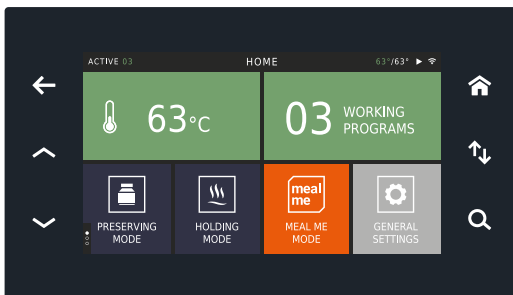 ACTIVE 03
HOME
63°/63°
63°C
03 WORKING
PROGRAMS
PRESERVING
MODE
HOLDING
MODE
meal
me
MEAL ME
MODE
GENERAL
SETTINGS